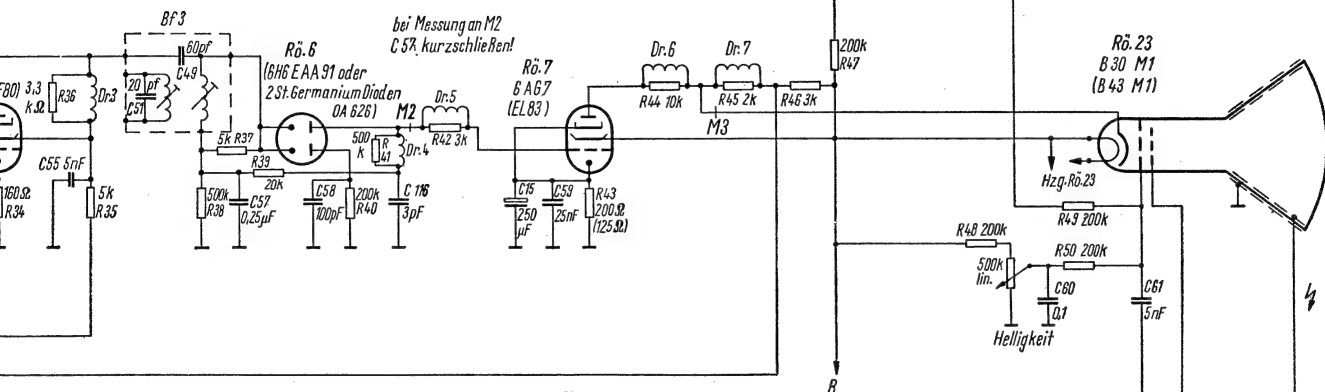 Bf 3
60pf
C49
20 pf
C51
F80) 3,3
kΩ
R36
Dr3
C55 5nF
160Ω
R34
5k
R35
bei Messung an M2
C 57, kurzschließen!
Rö. 6
(6H6 EAA 91 oder
2 St. Germanium Dioden
OA 626)
M2
Dr.5
R42 3k
5k R37
500
k
R
41
Dr.4
R39
20k
500k
R38
C57
0,25µF
C58
100pF
200k
R40
C 116
3pF
Rö. 7
6 AG7
(EL83)
C15
250
µF
C59
25nF
R43
200Ω
(125Ω)
Dr.6
R44 10k
Dr.7
R45 2k
R46 3k
M3
200k
R47
Rö. 23
B 30 M1
(B 43 M1)
Hzg.-Rö.23
R49 200k
R48 200k
500k
lin.
R50 200k
C60
0,1
C61
5nF
Helligkeit